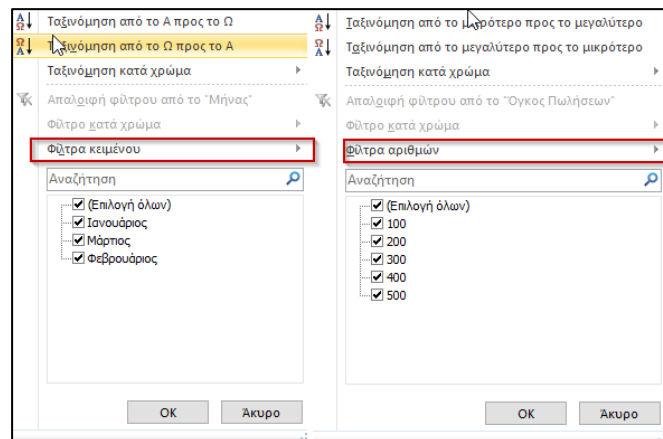 Ταξινόμηση από το Α προς το Ω
Ταξινόμηση από το Ω προς το Α
Ταξινόμηση κατά χρώμα
Απαλοιφή φίλτρου από το "Μήνας"
Φίλτρο κατά χρώμα
Φίλτρα κειμένου
Αναζήτηση
(Επιλογή όλων)
Ιανουάριος
Μάρτιος
Φεβρουάριος
OK Άκυρο
Ταξινόμηση από το μικρότερο προς το μεγαλύτερο
Ταξινόμηση από το μεγαλύτερο προς το μικρότερο
Ταξινόμηση κατά χρώμα
Απαλοιφή φίλτρου από το "Όγκος Πωλήσεων"
Φίλτρο κατά χρώμα
Φίλτρα αριθμών
Αναζήτηση
(Επιλογή όλων)
100
200
300
400
500
OK Άκυρο